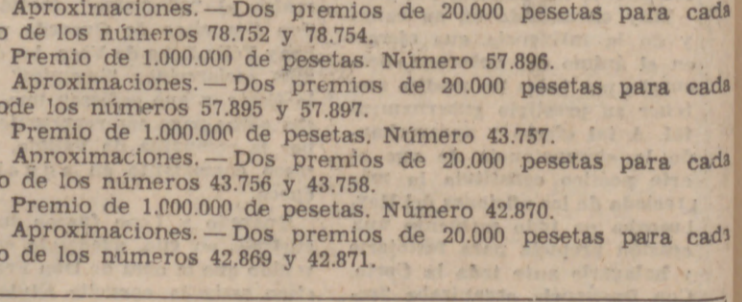 Aproximaciones. — Dos premios de 20.000 pesetas para cada
o de los números 78.752 y 78.754.
Premio de 1.000.000 de pesetas. Número 57.896.
Aproximaciones. — Dos premios de 20.000 pesetas para cada
ode los números 57.895 y 57.897.
Premio de 1.000.000 de pesetas. Número 43.757.
Aproximaciones. — Dos premios de 20.000 pesetas para cada
o de los números 43.756 y 43.758.
Premio de 1.000.000 de pesetas. Número 42.870.
Aproximaciones. — Dos premios de 20.000 pesetas para cada
o de los números 42.869 y 42.871.